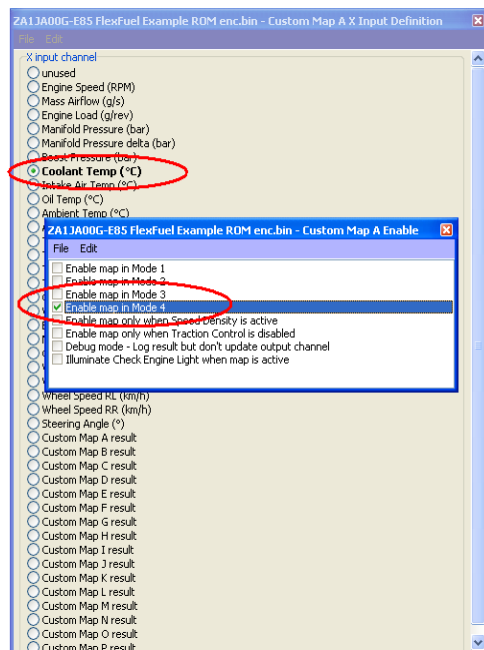 ZA1JA00G-E85 FlexFuel Example ROM enc.bin - Custom Map A X Input Definition
File Edit
X input channel
unused
Engine Speed (RPM)
Mass Airflow (g/s)
Engine Load (g/rev)
Manifold Pressure (bar)
Manifold Pressure delta (bar)
Boost Pressure (bar)
Coolant Temp (°C)
Intake Air Temp (°C)
Oil Temp (°C)
Ambient Temp (°C)
ZA1JA00G-E85 FlexFuel Example ROM enc.bin - Custom Map A Enable
File Edit
Enable map in Mode 1
Enable map in Mode 2
Enable map in Mode 3
Enable map in Mode 4
Enable map only when Speed Density is active
Enable map only when Traction Control is disabled
Debug mode - Log result but don't update output channel
Illuminate Check Engine Light when map is active
Wheel Speed RL (km/h)
Wheel Speed RR (km/h)
Steering Angle (°)
Custom Map A result
Custom Map B result
Custom Map C result
Custom Map D result
Custom Map E result
Custom Map F result
Custom Map G result
Custom Map H result
Custom Map I result
Custom Map J result
Custom Map K result
Custom Map L result
Custom Map M result
Custom Map N result
Custom Map O result
Custom Map P result